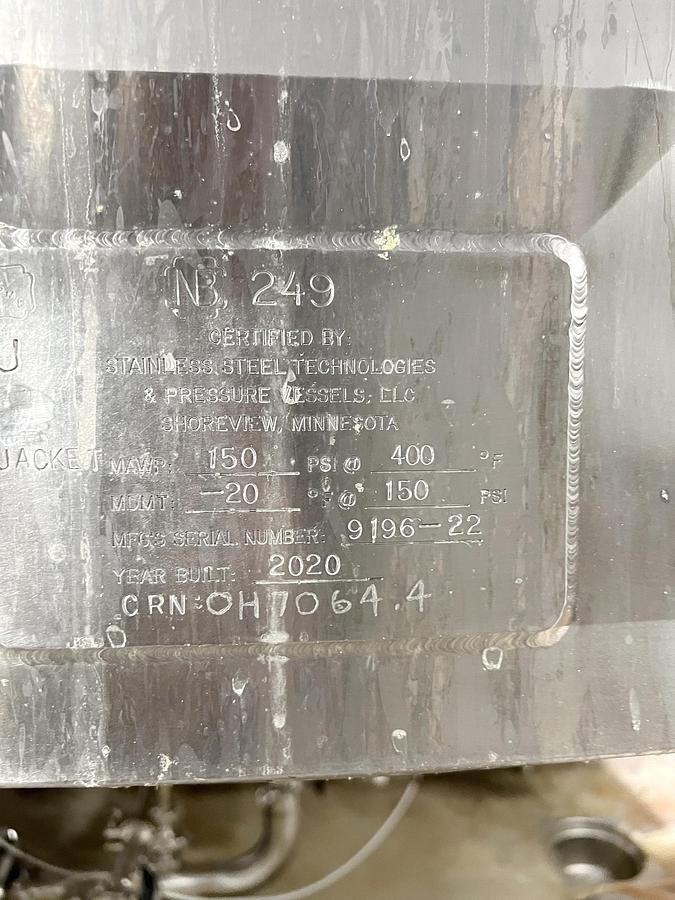 NB 249
U
CERTIFIED BY:
STAINLESS STEEL TECHNOLOGIES
& PRESSURE VESSELS, LLC
SHOREVIEW, MINNESOTA
JACKET MAWP: 150 PSI @ 400 °F
MDMT: -20 °F @ 150 PSI
MFG'S SERIAL NUMBER: 9196-22
YEAR BUILT: 2020
CRN:OH7064.4